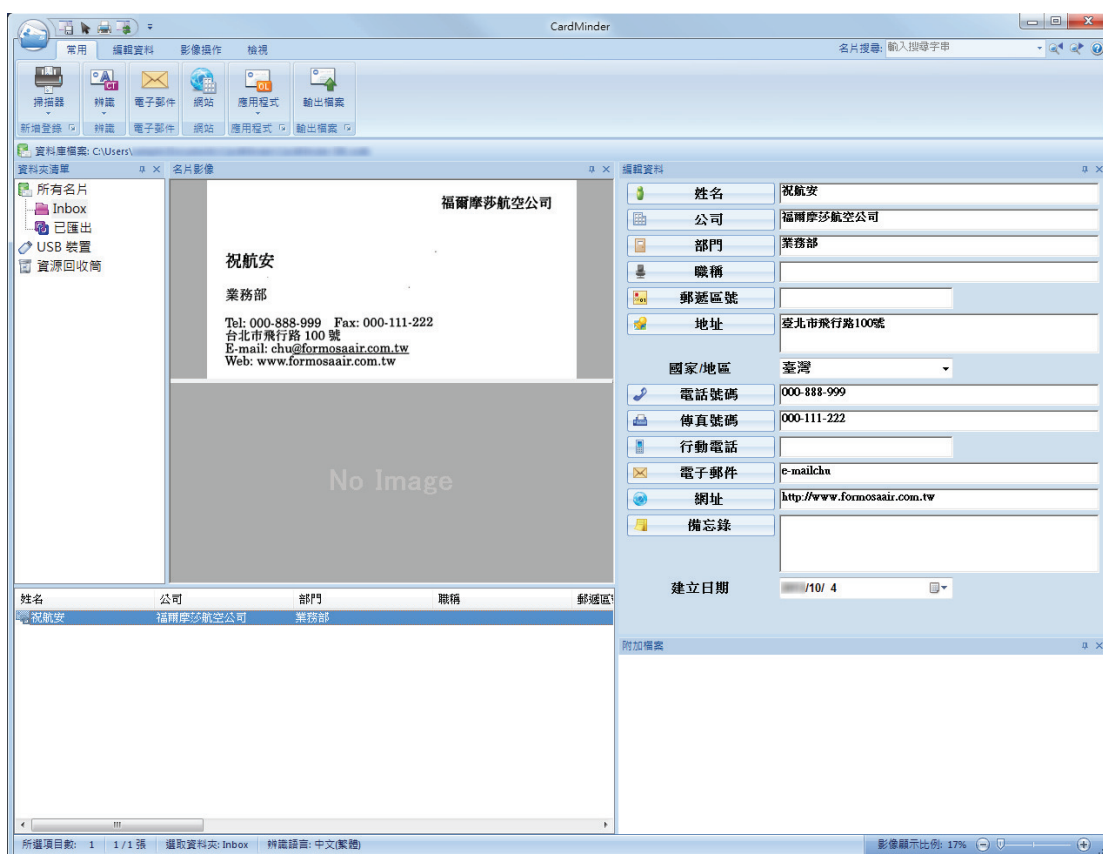 CardMinder
常用 編輯資料 影像操作 檢視
名片搜尋: 輸入搜尋字串
掃描器 辨識 電子郵件 網站 應用程式 輸出檔案
新增登錄 辨識 電子郵件 網站 應用程式 輸出檔案
資料庫檔案: C:\Users\
資料夾清單
所有名片
Inbox
已匯出
USB 裝置
資源回收筒
名片影像
福爾摩莎航空公司
祝航安
業務部
Tel: 000-888-999 Fax: 000-111-222
台北市飛行路 100 號
E-mail: chu@formosaair.com.tw
Web: www.formosaair.com.tw
No Image
編輯資料
姓名 祝航安
公司 福爾摩莎航空公司
部門 業務部
職稱
郵遞區號
地址 臺北市飛行路100號
國家/地區 臺灣
電話號碼 000-888-999
傳真號碼 000-111-222
行動電話
電子郵件 e-mailchu
網址 http://www.formosaair.com.tw
備忘錄
建立日期 /10/ 4
姓名 公司 部門 職稱 郵遞區
祝航安 福爾摩莎航空公司 業務部
附加檔案
所選項目數: 1 1/1張 選取資料夾: Inbox 辨識語言: 中文(繁體) 影像顯示比例: 17%